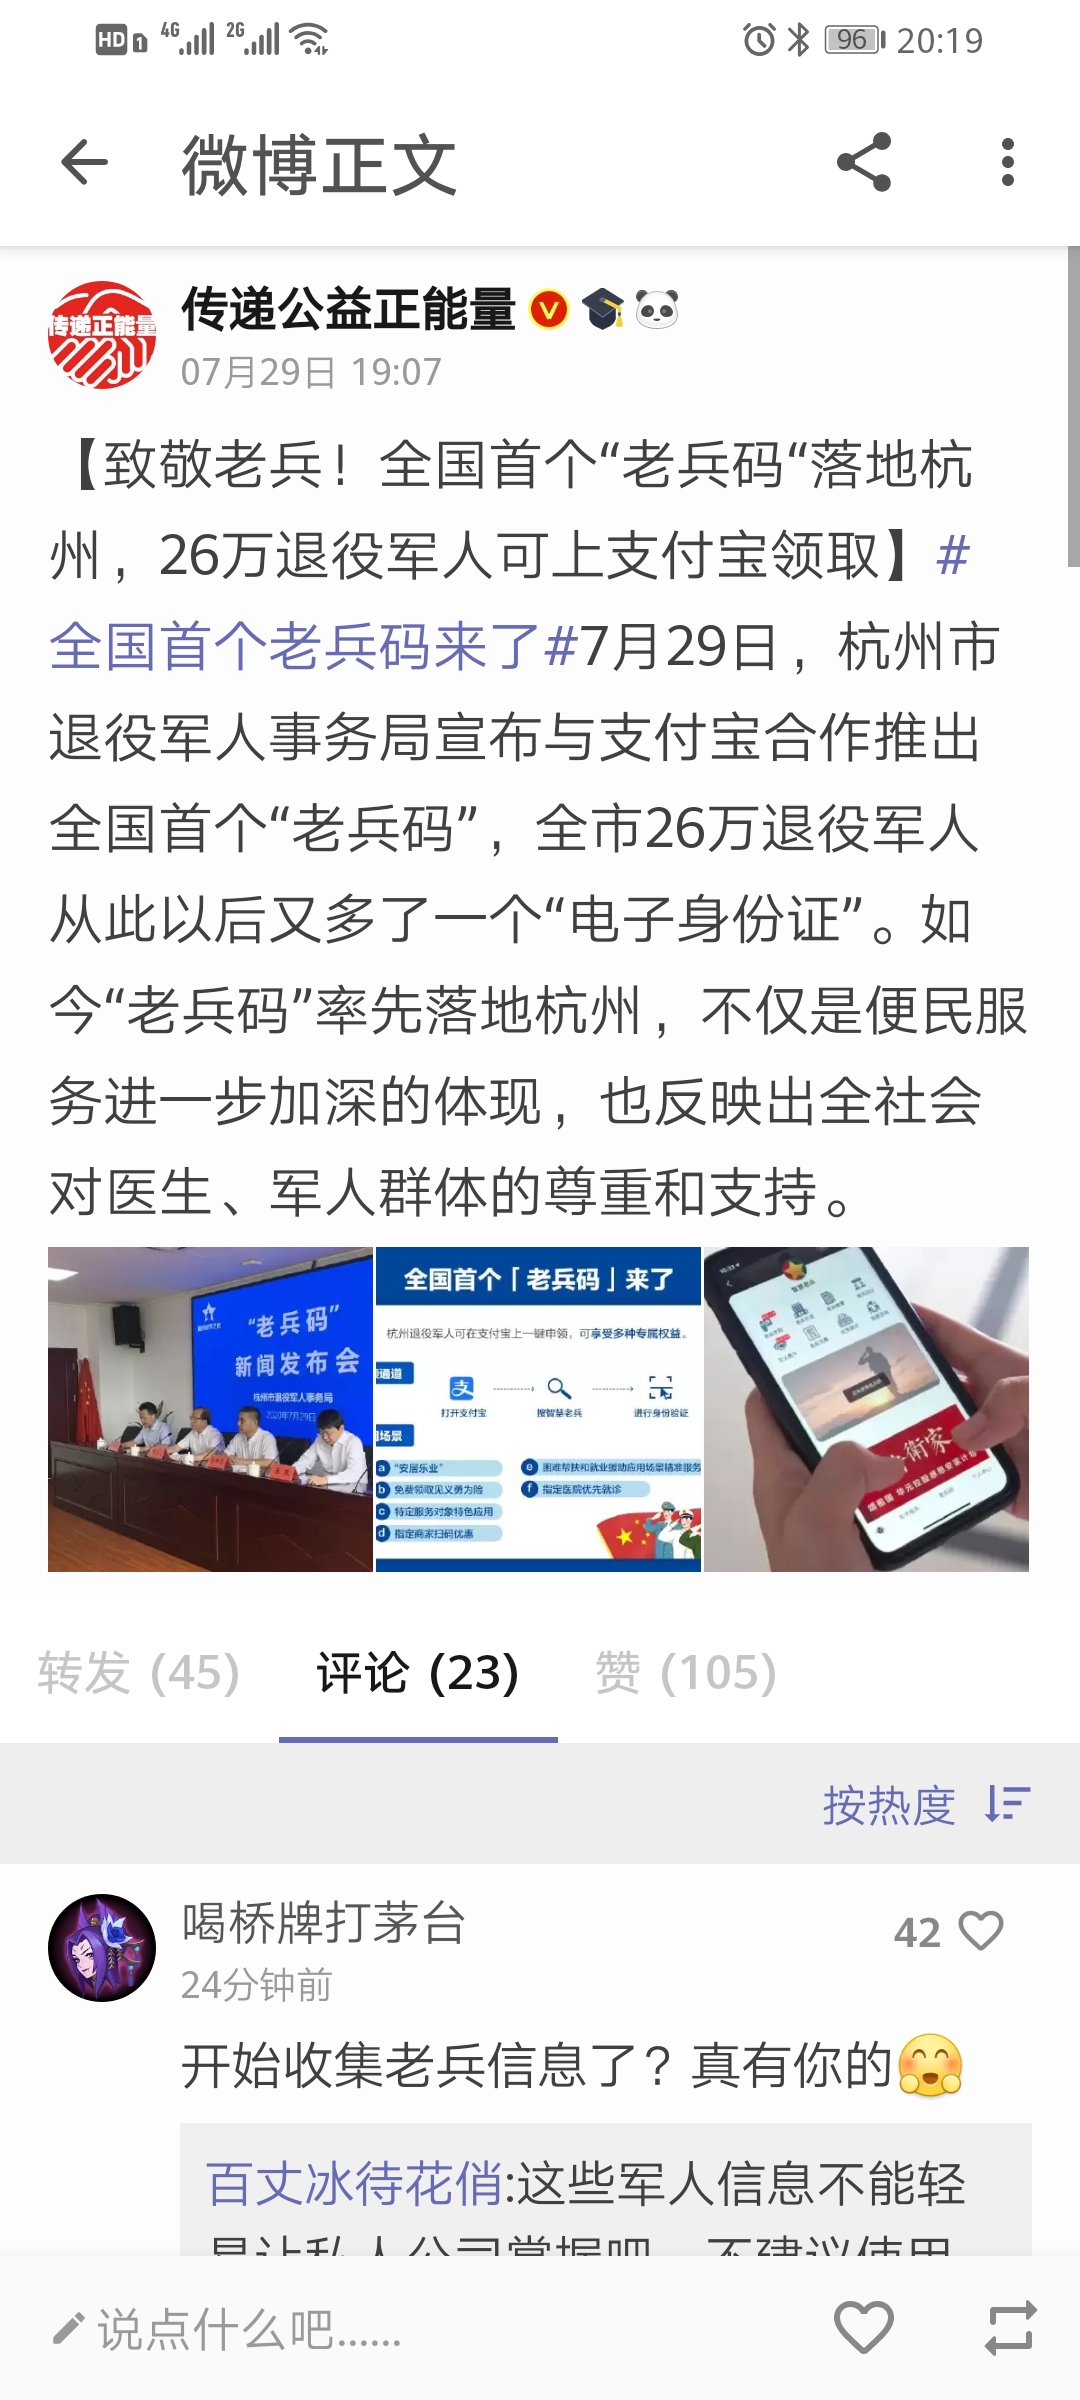 HD 1 4G 2G 96 20:19
微博正文
传递正能量
传递公益正能量
07月29日 19:07
【致敬老兵！全国首个“老兵码“落地杭
州，26万退役军人可上支付宝领取】#
全国首个老兵码来了#7月29日，杭州市
退役军人事务局宣布与支付宝合作推出
全国首个“老兵码”，全市26万退役军人
从此以后又多了一个“电子身份证”。如
今“老兵码”率先落地杭州，不仅是便民服
务进一步加深的体现，也反映出全社会
对医生、军人群体的尊重和支持。
“老兵码”
新闻发布会
杭州市退役军人事务局
2020年7月29日
全国首个「老兵码」来了
杭州退役军人可在支付宝上一键申领，可享受多种专属权益。
通道
支
打开支付宝 搜智慧老兵 进行身份验证
场景
a “安居乐业”
b 免费领取见义勇为险
c 特定服务对象特色应用
d 指定商家扫码优惠
e 困难帮扶和就业援助应用场景精准服务
f 指定医院优先就诊
智慧老兵
转发 (45) 评论 (23) 赞 (105)
按热度
喝桥牌打茅台
42
24分钟前
开始收集老兵信息了？真有你的
百丈冰待花俏:这些军人信息不能轻
易让私人公司掌握吧，不建议使用
说点什么吧......